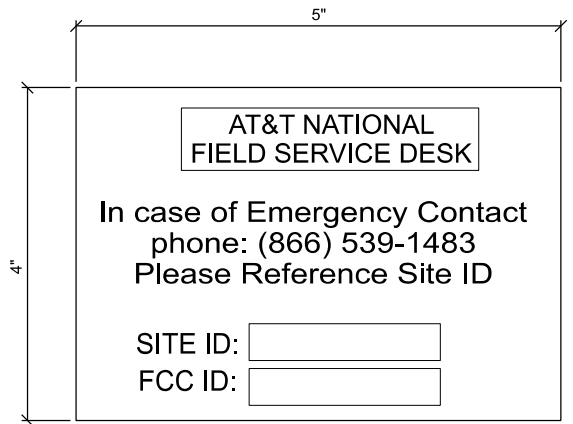 5"
4"
AT&T NATIONAL
FIELD SERVICE DESK
In case of Emergency Contact
phone: (866) 539-1483
Please Reference Site ID
SITE ID:
FCC ID: